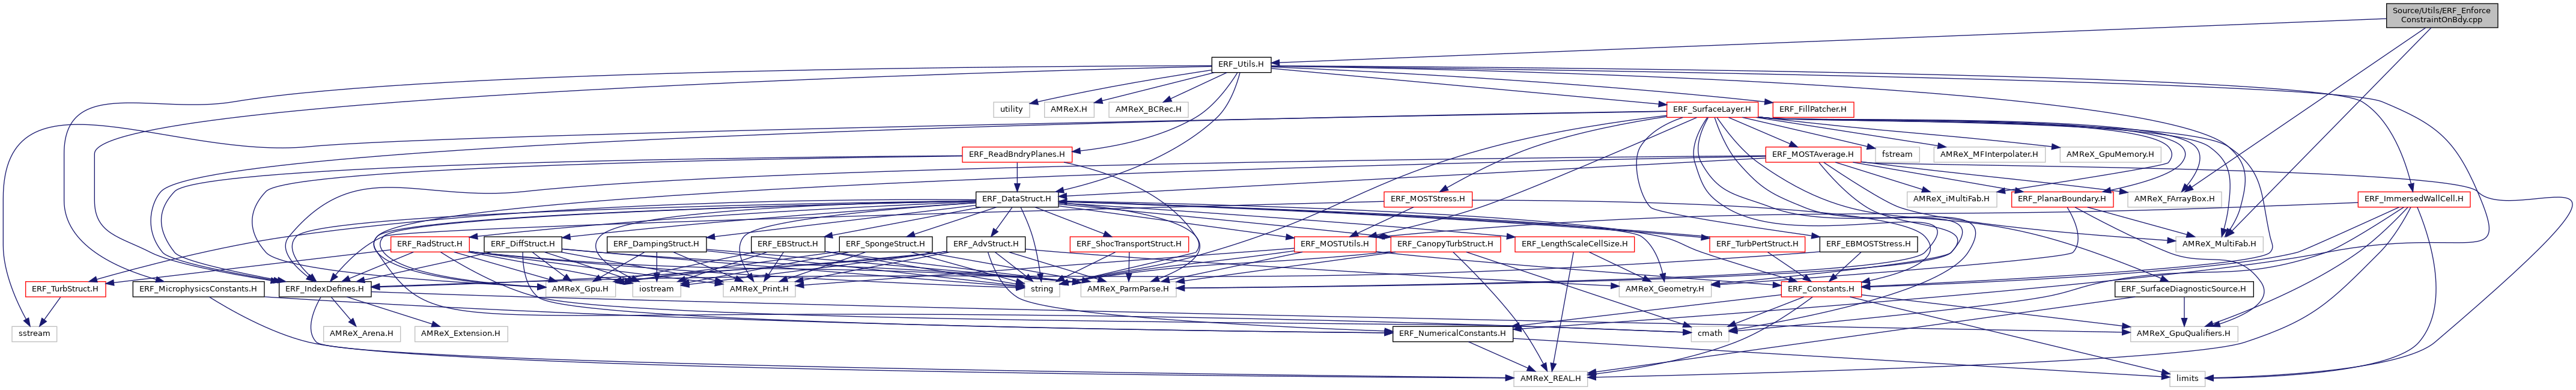 Source/Utils/ERF_Enforce
ConstraintOnBdy.cpp
ERF_Utils.H
utility
AMReX.H
AMReX_BCRec.H
ERF_SurfaceLayer.H
ERF_FillPatcher.H
ERF_ReadBndryPlanes.H
ERF_MOSTAverage.H
fstream
AMReX_MFInterpolater.H
AMReX_GpuMemory.H
ERF_DataStruct.H
ERF_MOSTStress.H
AMReX_iMultiFab.H
ERF_PlanarBoundary.H
AMReX_FArrayBox.H
ERF_ImmersedWallCell.H
ERF_RadStruct.H
ERF_DiffStruct.H
ERF_DampingStruct.H
ERF_EBStruct.H
ERF_SpongeStruct.H
ERF_AdvStruct.H
ERF_ShocTransportStruct.H
ERF_MOSTUtils.H
ERF_CanopyTurbStruct.H
ERF_LengthScaleCellSize.H
ERF_TurbPertStruct.H
ERF_EBMOSTStress.H
AMReX_MultiFab.H
ERF_TurbStruct.H
ERF_MicrophysicsConstants.H
ERF_IndexDefines.H
AMReX_Gpu.H
iostream
AMReX_Print.H
string
AMReX_ParmParse.H
AMReX_Geometry.H
ERF_Constants.H
ERF_SurfaceDiagnosticSource.H
sstream
AMReX_Arena.H
AMReX_Extension.H
ERF_NumericalConstants.H
cmath
AMReX_GpuQualifiers.H
AMReX_REAL.H
limits